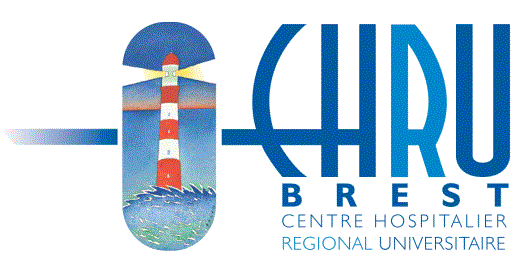 CHRU
BREST
CENTRE HOSPITALIER
REGIONAL UNIVERSITAIRE